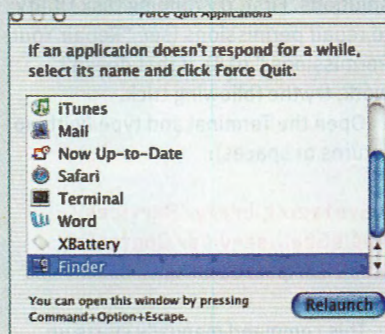 Force Quit Applications
If an application doesn't respond for a while,
select its name and click Force Quit.
iTunes
Mail
Now Up-to-Date
Safari
Terminal
Word
XBattery
Finder
You can open this window by pressing
Command+Option+Escape.
Relaunch